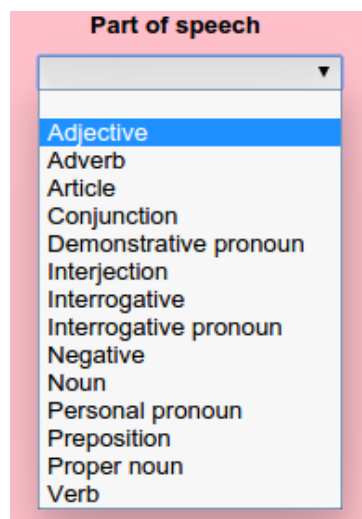 Part of speech
Adjective
Adverb
Article
Conjunction
Demonstrative pronoun
Interjection
Interrogative
Interrogative pronoun
Negative
Noun
Personal pronoun
Preposition
Proper noun
Verb